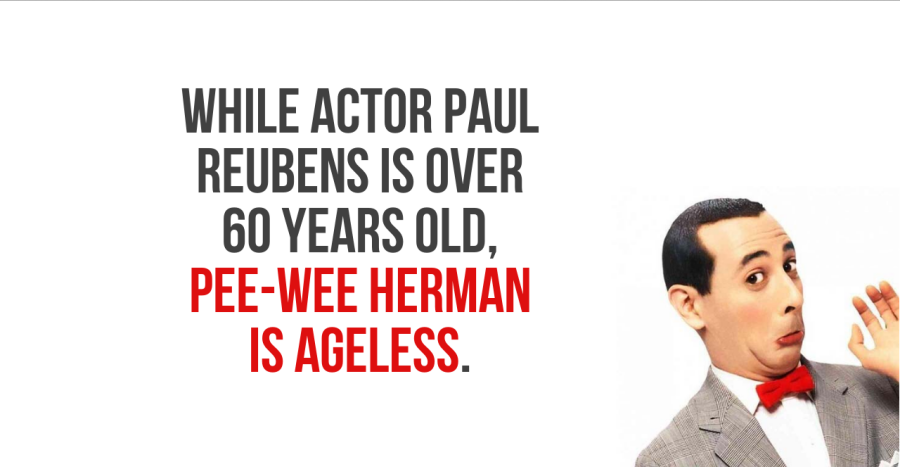 WHILE ACTOR PAUL
REUBENS IS OVER
60 YEARS OLD,
PEE-WEE HERMAN
IS AGELESS.